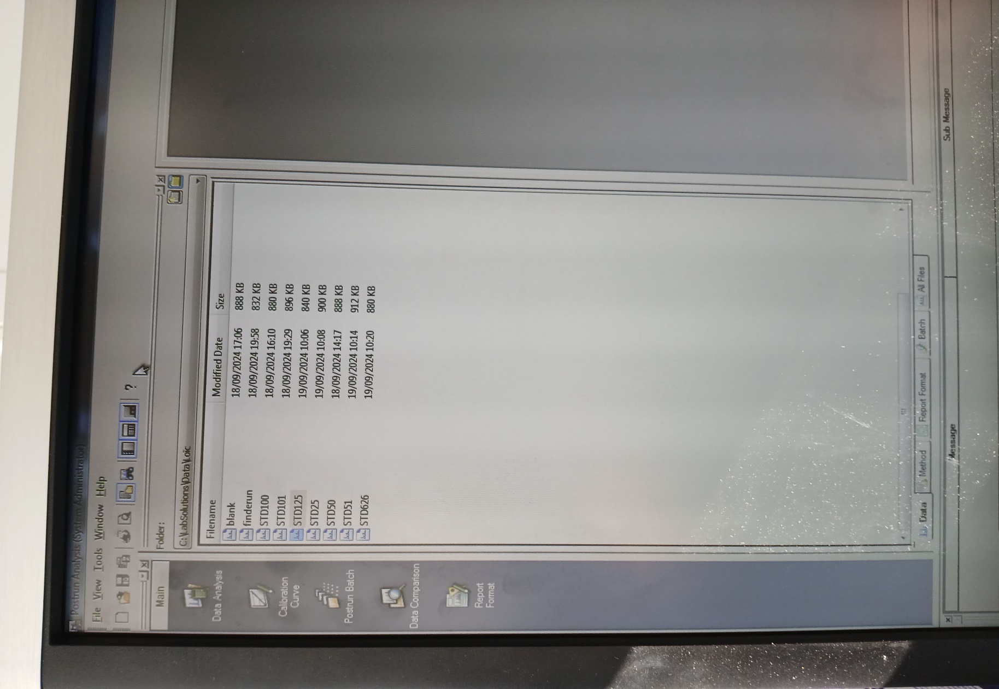 Postrun Analysis (System Administrator)
File View Tools Window Help
?
Main
Data Analysis
Calibration
Curve
Postrun Batch
Data Comparison
Report
Format
Folder:
C:\LabSolutions\Data\Loic
Filename Modified Date Size
blank 18/09/2024 17:06 888 KB
finderun 18/09/2024 19:58 832 KB
STD100 18/09/2024 16:10 880 KB
STD101 18/09/2024 19:29 896 KB
STD125 19/09/2024 10:06 840 KB
STD25 19/09/2024 10:08 900 KB
STD50 18/09/2024 14:17 888 KB
STD51 19/09/2024 10:14 912 KB
STD626 19/09/2024 10:20 880 KB
Data Method Report Format Batch ALL All Files
Message Sub Message